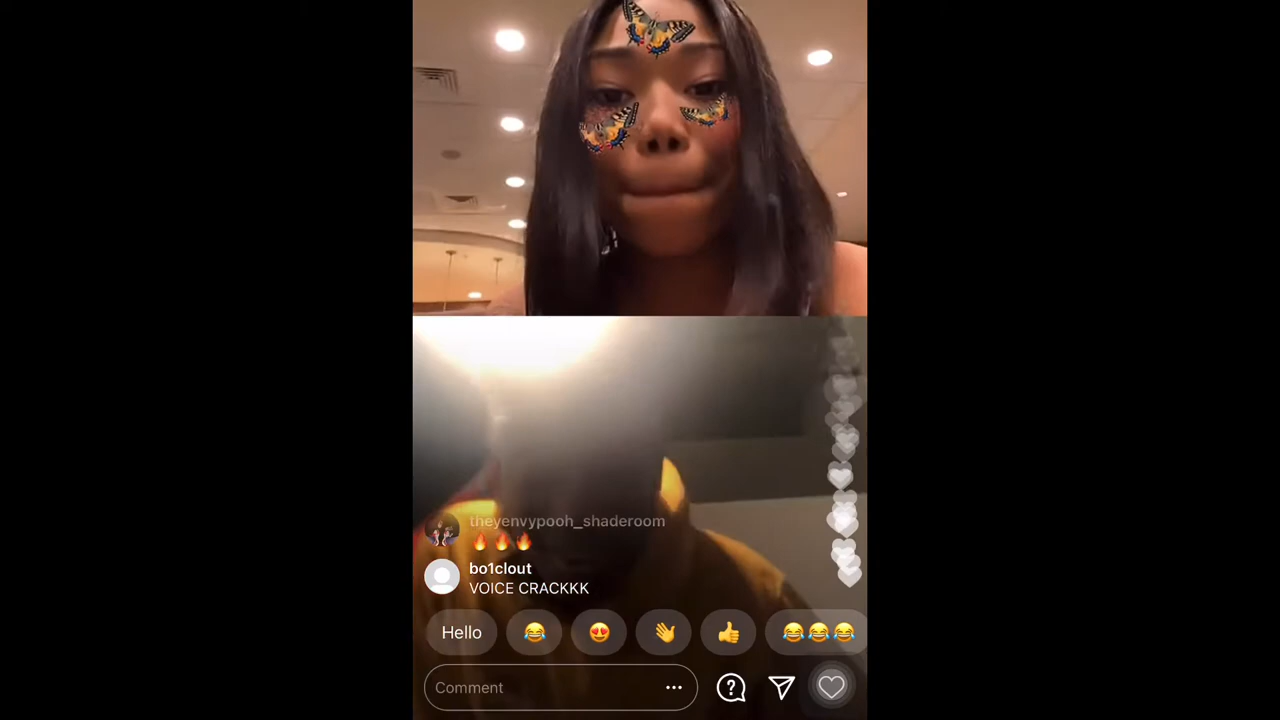 theyenvypooh_shaderoom
🔥🔥🔥
bo1clout
VOICE CRACKKK
Hello 😂 😍 👋 👍 😂😂😂
Comment